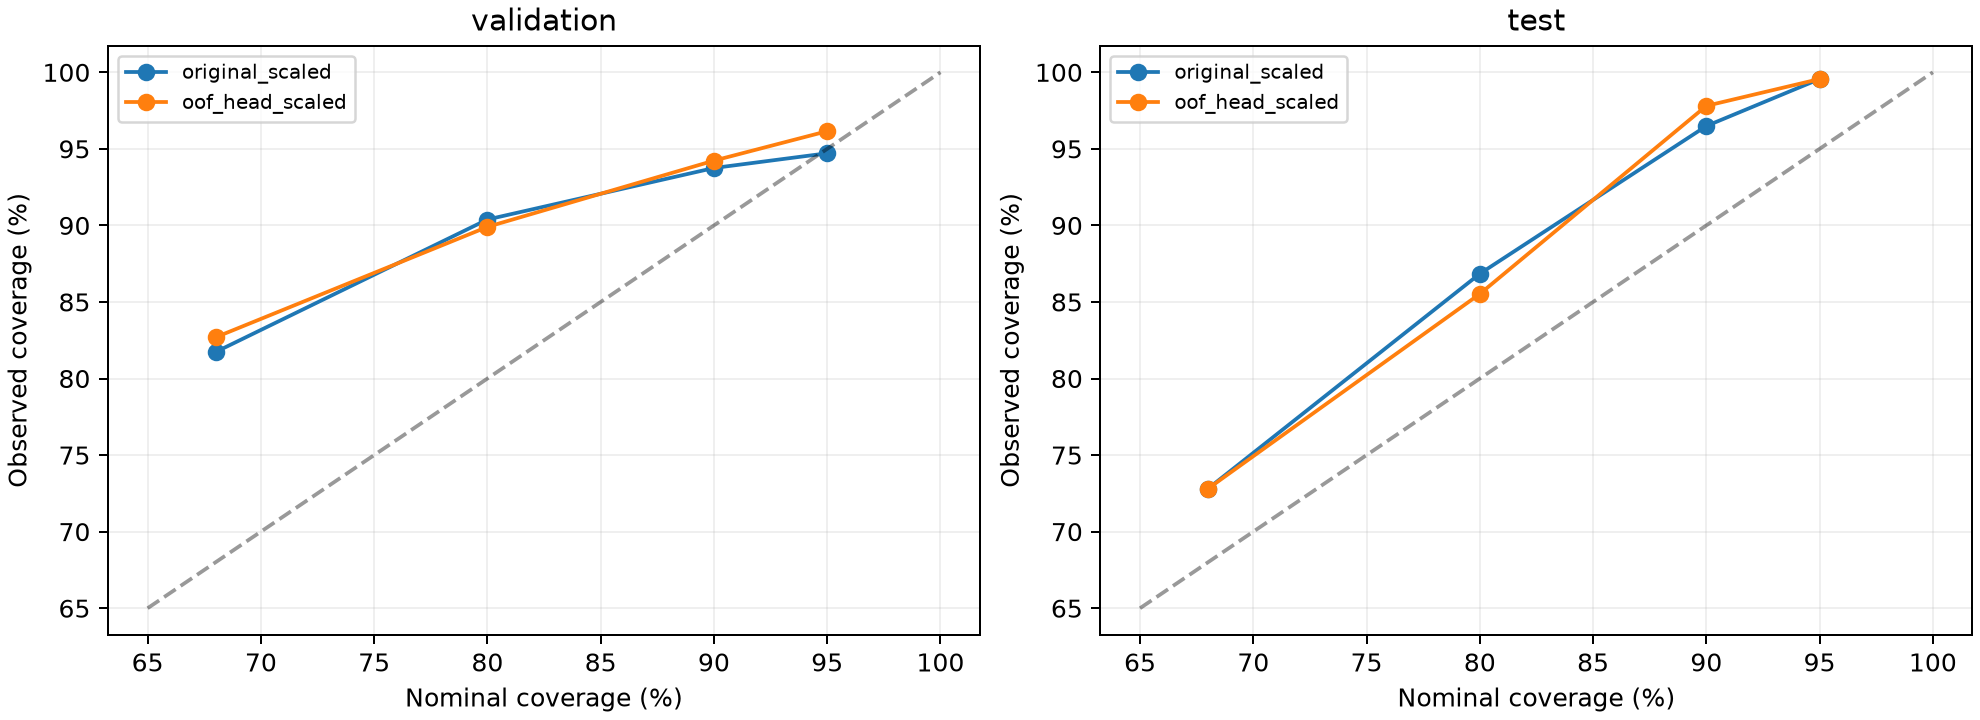 validation
original_scaled
oof_head_scaled
Observed coverage (%)
100
95
90
85
80
75
70
65
65 70 75 80 85 90 95 100
Nominal coverage (%)
test
original_scaled
oof_head_scaled
Observed coverage (%)
100
95
90
85
80
75
70
65
65 70 75 80 85 90 95 100
Nominal coverage (%)